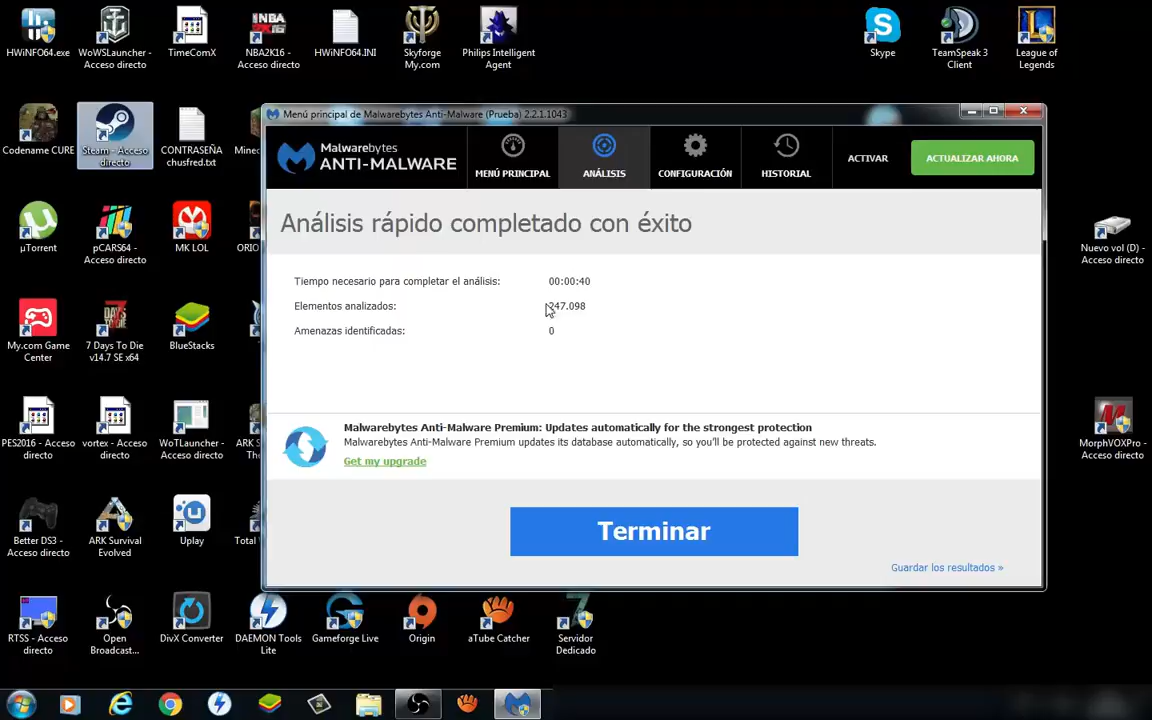 HWiNFO64.exe
WoWSLauncher -
Acceso directo
TimeComX
NBA2K16 -
Acceso directo
HWiNFO64.INI
Skyforge
My.com
Philips Intelligent
Agent
Skype
TeamSpeak 3
Client
League of
Legends
Codename CURE
Steam - Acceso
directo
CONTRASEÑA
chusfred.txt
Menú principal de Malwarebytes Anti-Malware (Prueba) 2.2.1.1043
Malwarebytes
ANTI-MALWARE
MENÚ PRINCIPAL
ANÁLISIS
CONFIGURACIÓN
HISTORIAL
ACTIVAR
ACTUALIZAR AHORA
Análisis rápido completado con éxito
Tiempo necesario para completar el análisis: 00:00:40
Elementos analizados:
Amenazas identificadas: 0
µTorrent
pCARS64 -
Acceso directo
MK LOL
Nuevo vol (D) -
Acceso directo
My.com Game
Center
7 Days To Die
v14.7 SE x64
BlueStacks
PES2016 - Acceso
directo
vortex - Acceso
directo
WoTLauncher -
Acceso directo
Malwarebytes Anti-Malware Premium: Updates automatically for the strongest protection
Malwarebytes Anti-Malware Premium updates its database automatically, so you'll be protected against new threats.
Get my upgrade
MorphVOXPro -
Acceso directo
Better DS3 -
Acceso directo
ARK Survival
Evolved
Uplay
Total
Terminar
Guardar los resultados »
RTSS - Acceso
directo
Open
Broadcast...
DivX Converter
DAEMON Tools
Lite
Gameforge Live
Origin
aTube Catcher
Servidor
Dedicado